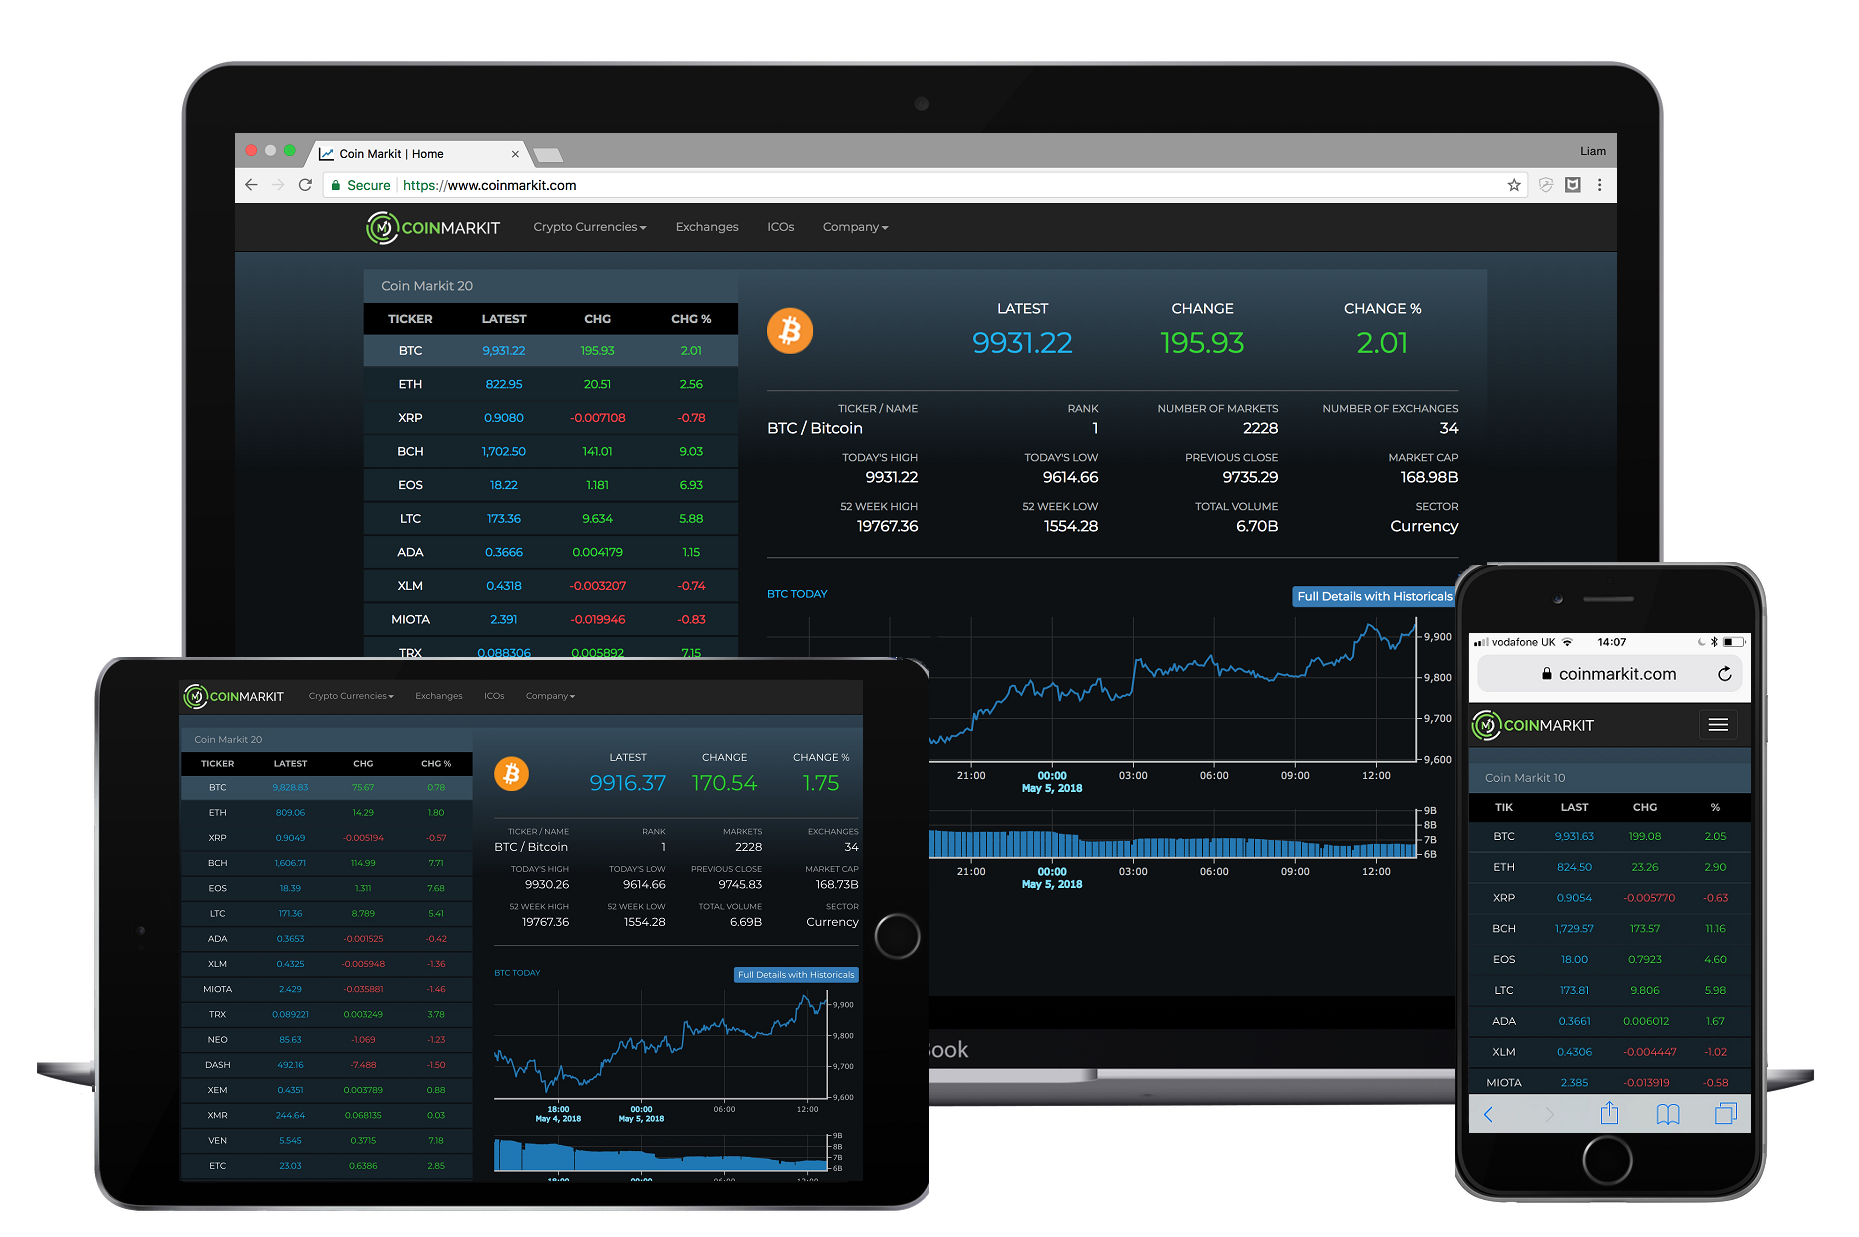 Coin Markit | Home
Liam
Secure https://www.coinmarkit.com
COINMARKIT Crypto Currencies Exchanges ICOs Company
Coin Markit 20
TICKER LATEST CHG CHG %
BTC 9,931.22 195.93 2.01
ETH 822.95 20.51 2.56
XRP 0.9080 -0.007108 -0.78
BCH 1,702.50 141.01 9.03
EOS 18.22 1.181 6.93
LTC 173.36 9.634 5.88
ADA 0.3666 0.004179 1.15
XLM 0.4318 -0.003207 -0.74
MIOTA 2.391 -0.019946 -0.83
TRX 0.088306 0.005892 7.15
LATEST CHANGE CHANGE %
9931.22 195.93 2.01
TICKER / NAME RANK NUMBER OF MARKETS NUMBER OF EXCHANGES
BTC / Bitcoin 1 2228 34
TODAY'S HIGH TODAY'S LOW PREVIOUS CLOSE MARKET CAP
9931.22 9614.66 9735.29 168.98B
52 WEEK HIGH 52 WEEK LOW TOTAL VOLUME SECTOR
19767.36 1554.28 6.70B Currency
BTC TODAY Full Details with Historicals
9,900
9,800
9,700
9,600
21:00 00:00 03:00 06:00 09:00 12:00
May 5, 2018
9B
8B
7B
6B
21:00 00:00 03:00 06:00 09:00 12:00
May 5, 2018
Book
COINMARKIT Crypto Currencies Exchanges ICOs Company
Coin Markit 20
TICKER LATEST CHG CHG %
BTC 9,828.83 75.67 0.78
ETH 809.06 14.29 1.80
XRP 0.9049 -0.005194 -0.57
BCH 1,606.71 114.99 7.71
EOS 18.39 1.311 7.68
LTC 171.36 8.789 5.41
ADA 0.3653 -0.001525 -0.42
XLM 0.4325 -0.005948 -1.36
MIOTA 2.429 -0.035881 -1.46
TRX 0.089221 0.003249 3.78
NEO 85.63 -1.069 -1.23
DASH 492.16 -7.488 -1.50
XEM 0.4351 0.003789 0.88
XMR 244.64 0.068135 0.03
VEN 5.545 0.3715 7.18
ETC 23.03 0.6386 2.85
LATEST CHANGE CHANGE %
9916.37 170.54 1.75
TICKER / NAME RANK MARKETS EXCHANGES
BTC / Bitcoin 1 2228 34
TODAY'S HIGH TODAY'S LOW PREVIOUS CLOSE MARKET CAP
9930.26 9614.66 9745.83 168.73B
52 WEEK HIGH 52 WEEK LOW TOTAL VOLUME SECTOR
19767.36 1554.28 6.69B Currency
BTC TODAY Full Details with Historicals
9,900
9,800
9,700
9,600
18:00 00:00 06:00 12:00
May 4, 2018 May 5, 2018
9B
8B
7B
6B
18:00 00:00 06:00 12:00
vodafone UK 14:07
coinmarkit.com
COINMARKIT
Coin Markit 10
TIK LAST CHG %
BTC 9,931.63 199.08 2.05
ETH 824.50 23.26 2.90
XRP 0.9054 -0.005770 -0.63
BCH 1,729.57 173.57 11.16
EOS 18.00 0.7923 4.60
LTC 173.81 9.806 5.98
ADA 0.3661 0.006012 1.67
XLM 0.4306 -0.004447 -1.02
MIOTA 2.385 -0.013919 -0.58